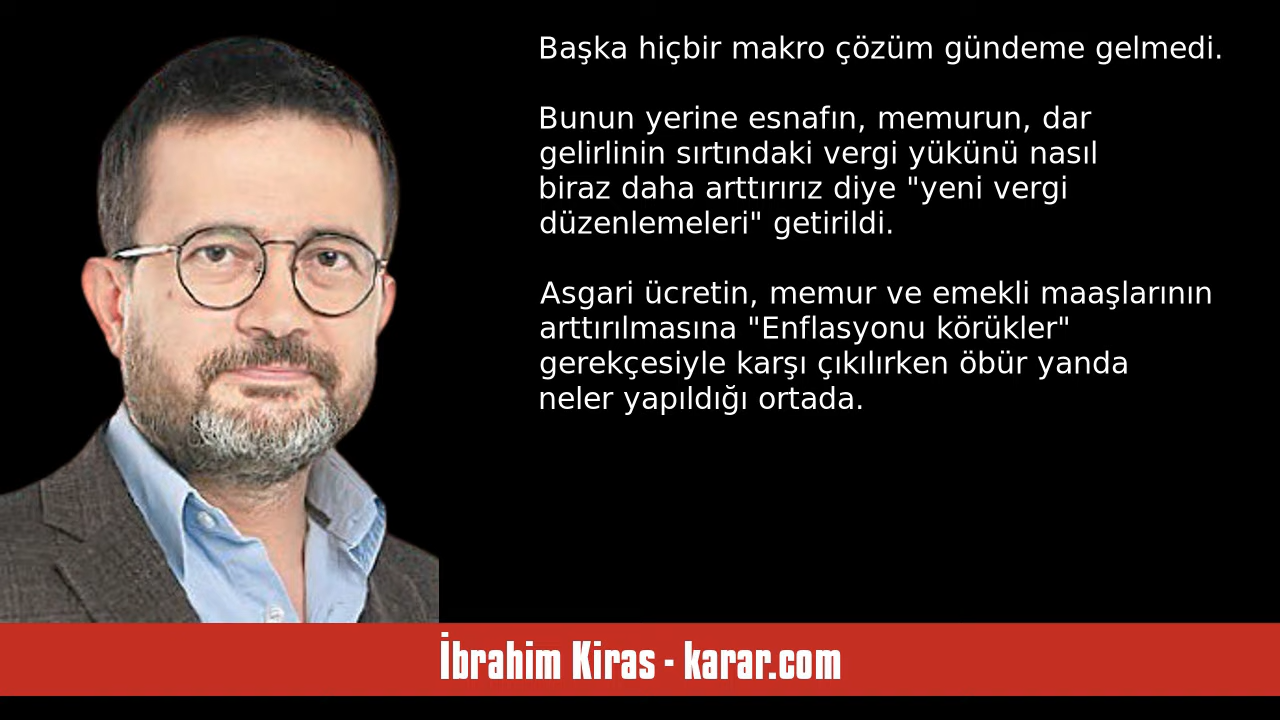 Başka hiçbir makro çözüm gündeme gelmedi.
Bunun yerine esnafın, memurun, dar
gelirlinin sırtındaki vergi yükünü nasıl
biraz daha arttırırız diye "yeni vergi
düzenlemeleri" getirildi.
Asgari ücretin, memur ve emekli maaşlarının
arttırılmasına "Enflasyonu körükler"
gerekçesiyle karşı çıkılırken öbür yanda
neler yapıldığı ortada.
İbrahim Kiras - karar.com